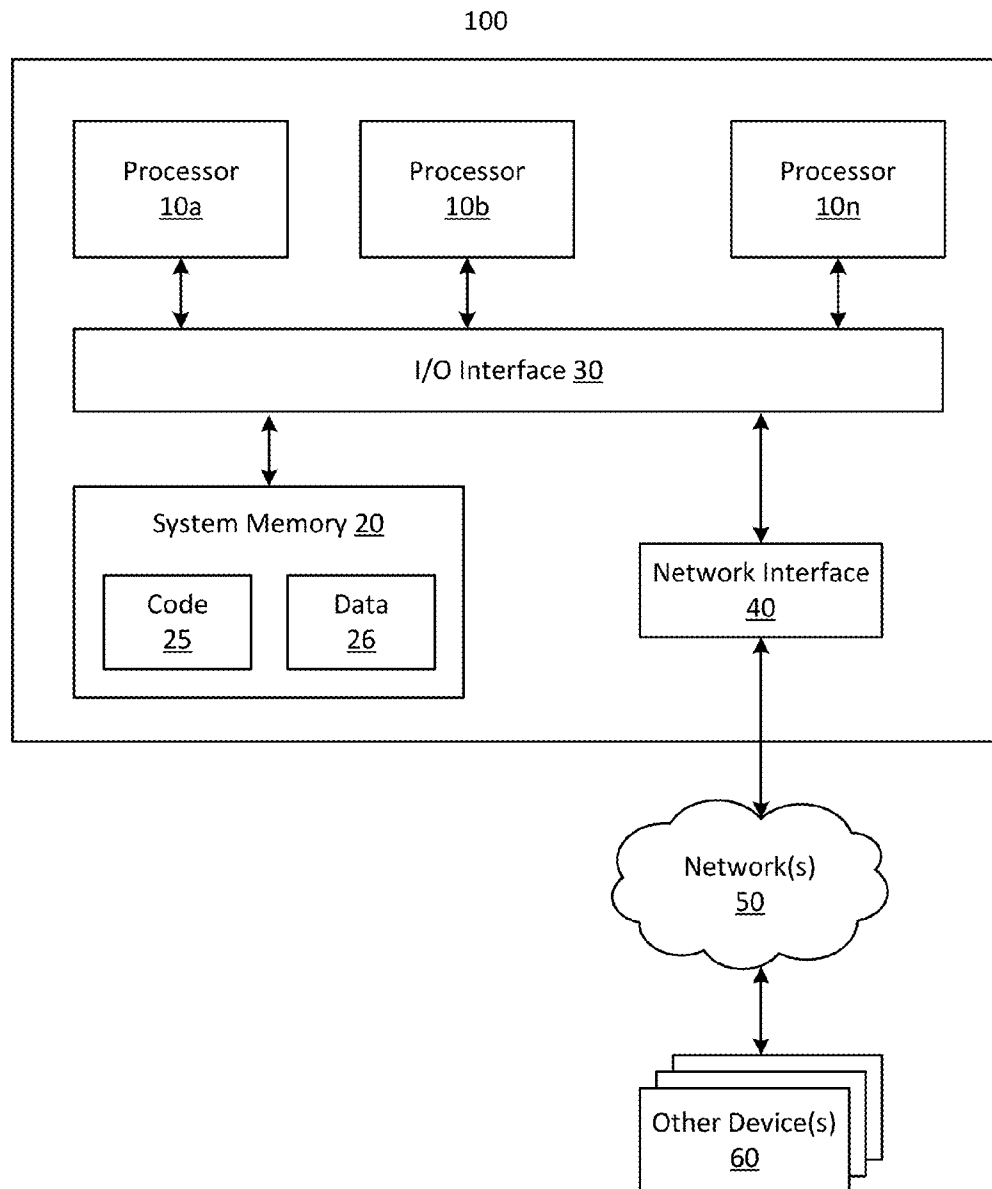 100
Processor
10a
Processor
10b
Processor
10n
I/O Interface 30
System Memory 20
Code
25
Data
26
Network Interface
40
Network(s)
50
Other Device(s)
60